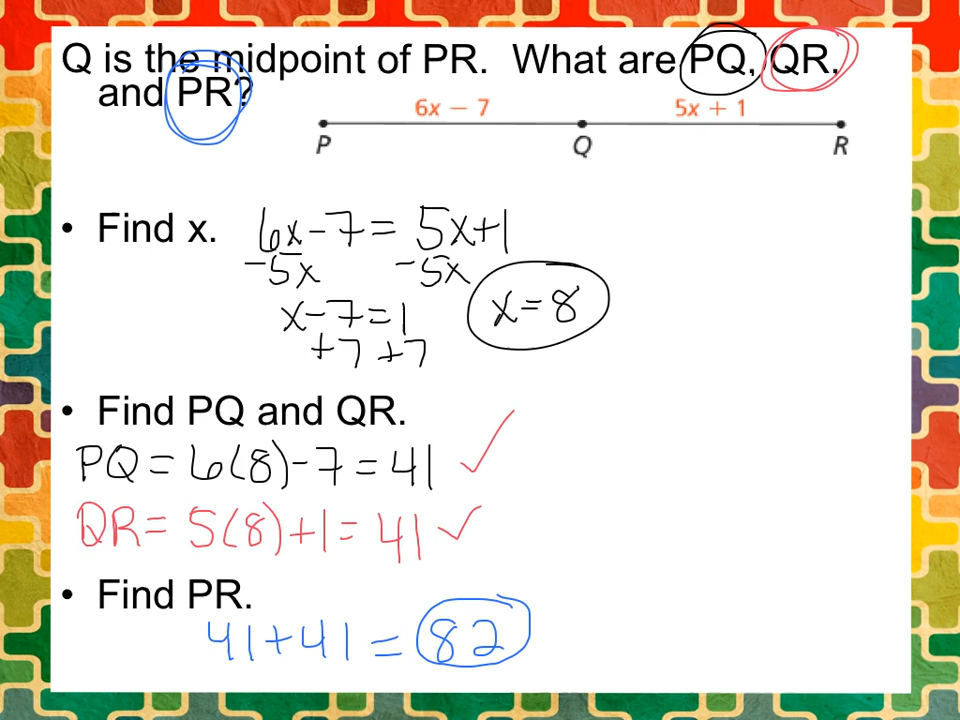 Q is the midpoint of PR. What are PQ, QR,
and PR?
6x – 7 5x + 1
P Q R
• Find x. 6x-7=5x+1
-5x -5x
x-7=1 x=8
+7 +7
• Find PQ and QR.
PQ=6(8)-7=41 ✓
QR=5(8)+1=41 ✓
• Find PR.
41+41=82